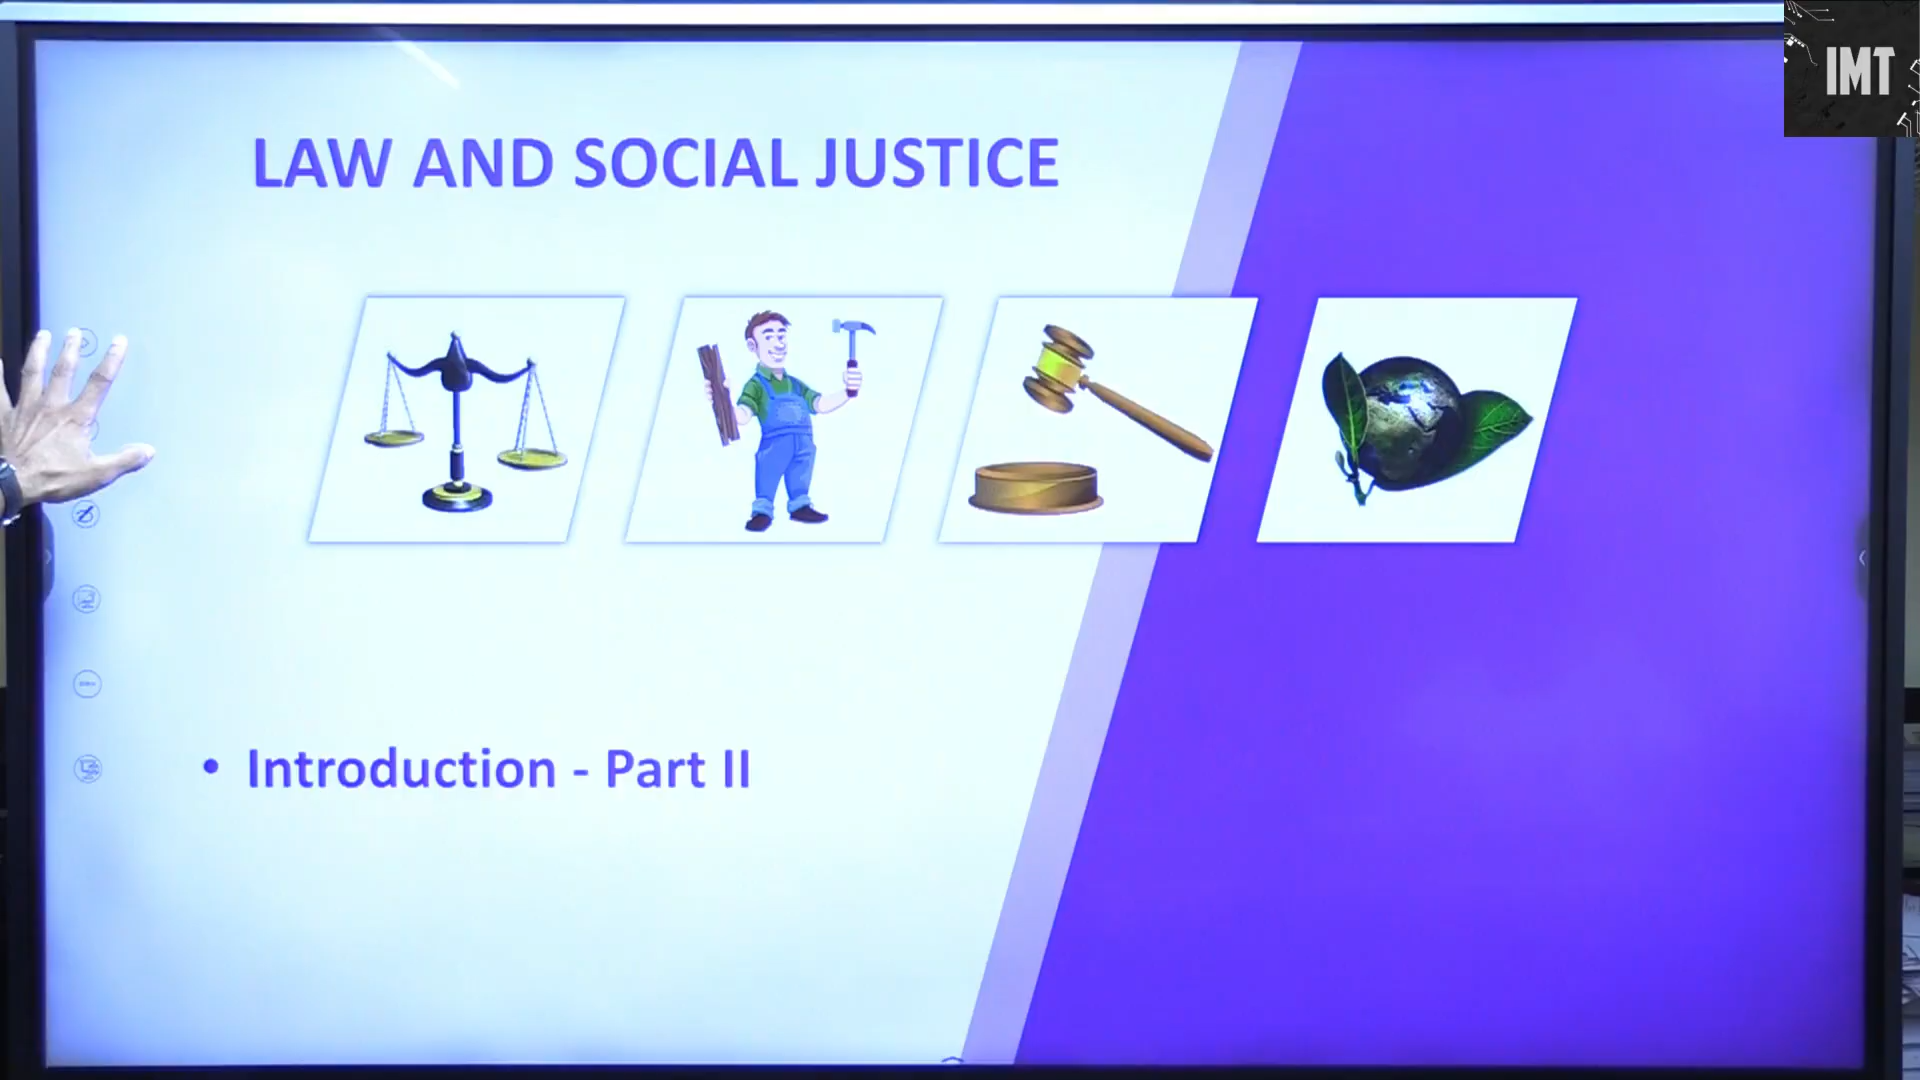 IMT
LAW AND SOCIAL JUSTICE
• Introduction - Part II